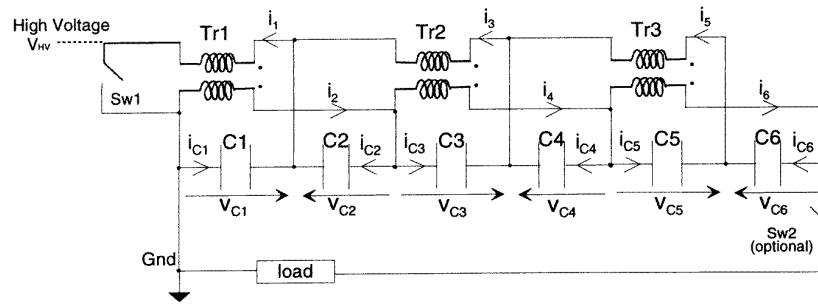 High Voltage
V_HV
Sw1
Tr1
i_1
i_2
Tr2
i_3
i_4
Tr3
i_5
i_6
i_C1
C1
C2
i_C2
i_C3
C3
C4
i_C4
i_C5
C5
C6
i_C6
v_C1
v_C2
v_C3
v_C4
v_C5
v_C6
Sw2
(optional)
Gnd
load